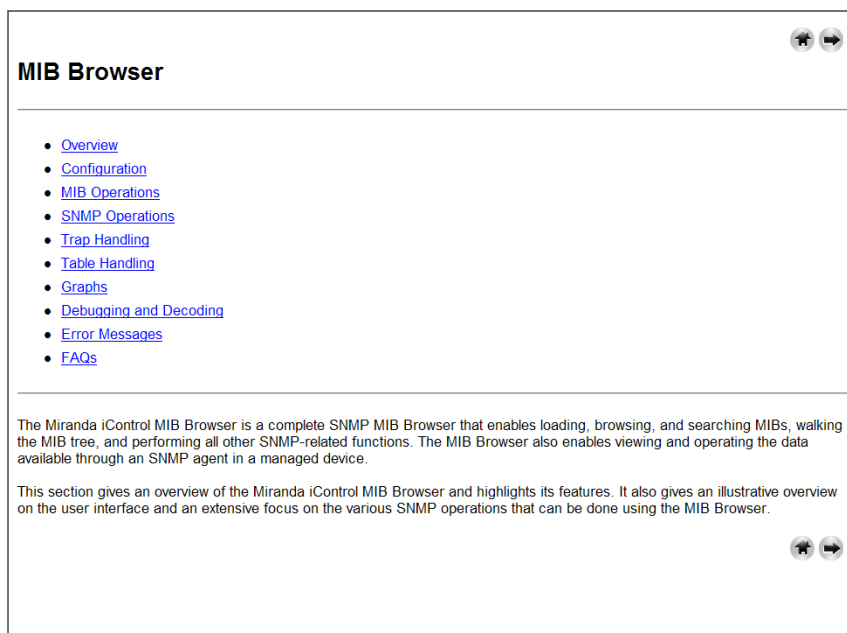 MIB Browser
Overview
Configuration
MIB Operations
SNMP Operations
Trap Handling
Table Handling
Graphs
Debugging and Decoding
Error Messages
FAQs
The Miranda iControl MIB Browser is a complete SNMP MIB Browser that enables loading, browsing, and searching MIBs, walking
the MIB tree, and performing all other SNMP-related functions. The MIB Browser also enables viewing and operating the data
available through an SNMP agent in a managed device.
This section gives an overview of the Miranda iControl MIB Browser and highlights its features. It also gives an illustrative overview
on the user interface and an extensive focus on the various SNMP operations that can be done using the MIB Browser.